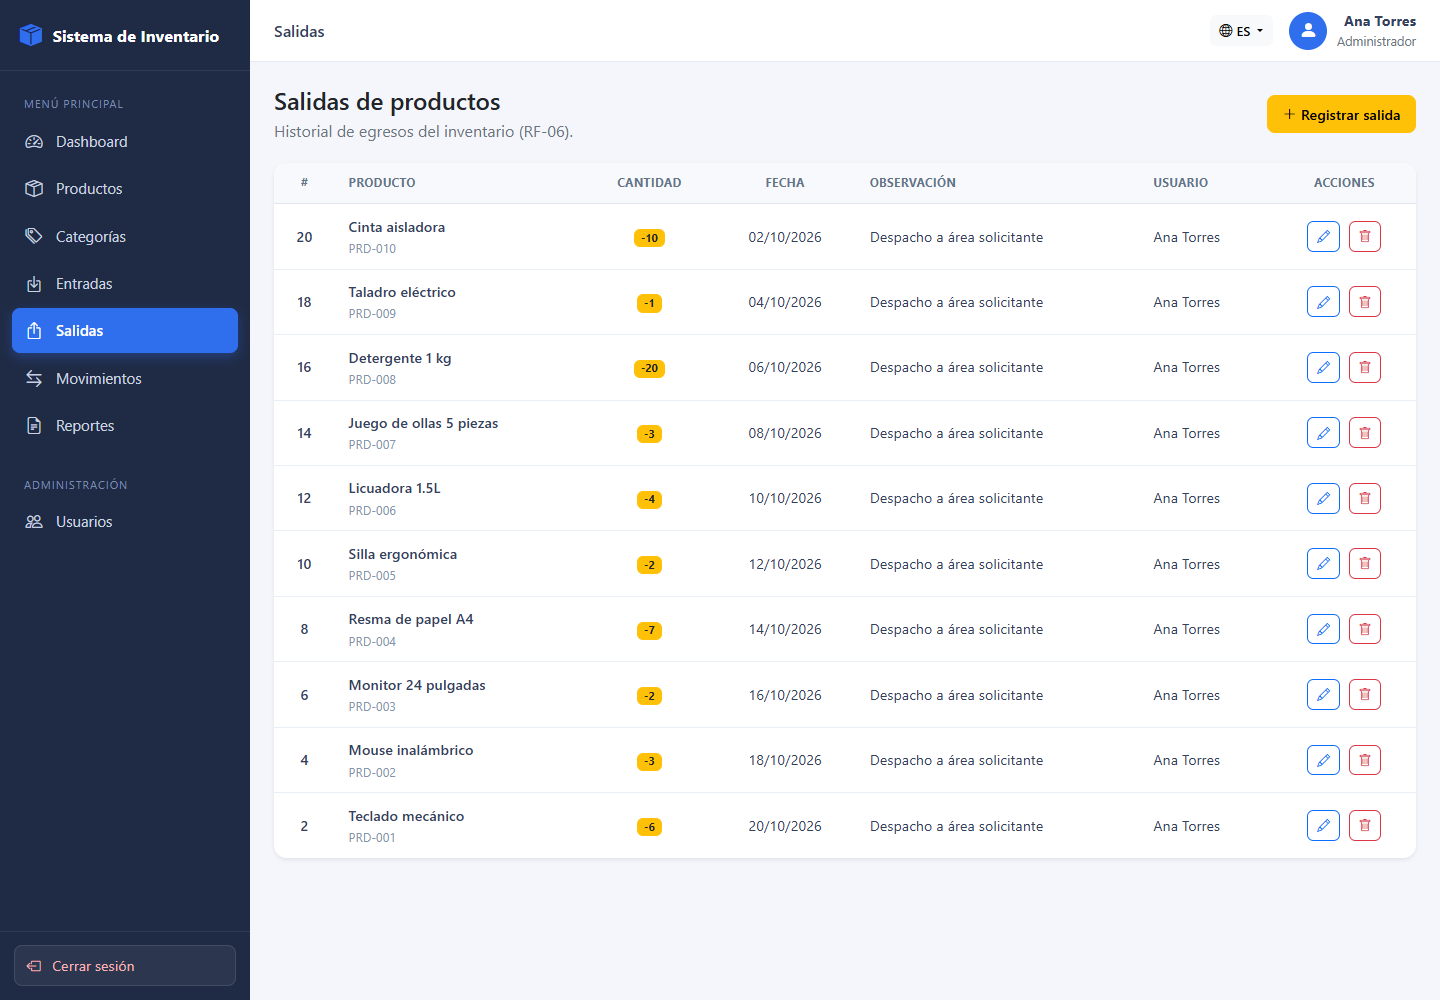 Sistema de Inventario
MENÚ PRINCIPAL
Dashboard
Productos
Categorías
Entradas
Salidas
Movimientos
Reportes
ADMINISTRACIÓN
Usuarios
Cerrar sesión
Salidas
ES
Ana Torres
Administrador
Salidas de productos
Historial de egresos del inventario (RF-06).
+ Registrar salida
# PRODUCTO CANTIDAD FECHA OBSERVACIÓN USUARIO ACCIONES
20 Cinta aisladora -10 02/10/2026 Despacho a área solicitante Ana Torres
PRD-010
18 Taladro eléctrico -1 04/10/2026 Despacho a área solicitante Ana Torres
PRD-009
16 Detergente 1 kg -20 06/10/2026 Despacho a área solicitante Ana Torres
PRD-008
14 Juego de ollas 5 piezas -3 08/10/2026 Despacho a área solicitante Ana Torres
PRD-007
12 Licuadora 1.5L -4 10/10/2026 Despacho a área solicitante Ana Torres
PRD-006
10 Silla ergonómica -2 12/10/2026 Despacho a área solicitante Ana Torres
PRD-005
8 Resma de papel A4 -7 14/10/2026 Despacho a área solicitante Ana Torres
PRD-004
6 Monitor 24 pulgadas -2 16/10/2026 Despacho a área solicitante Ana Torres
PRD-003
4 Mouse inalámbrico -3 18/10/2026 Despacho a área solicitante Ana Torres
PRD-002
2 Teclado mecánico -6 20/10/2026 Despacho a área solicitante Ana Torres
PRD-001